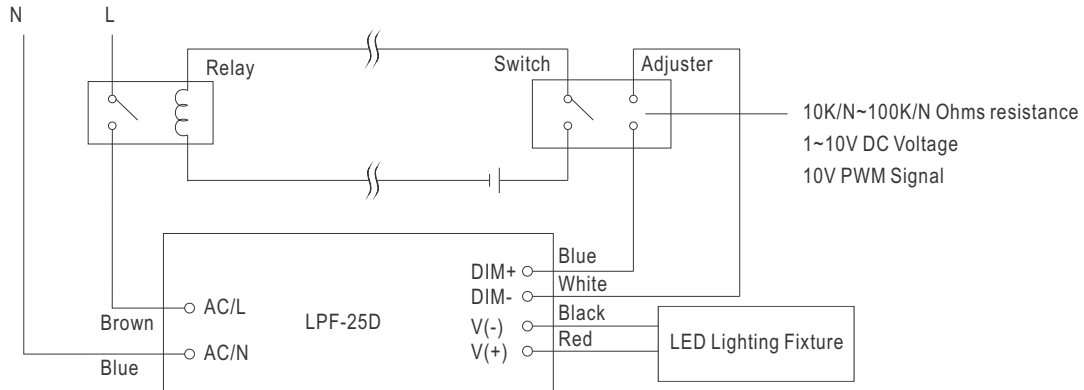 N
L
Relay
Switch
Adjuster
10K/N~100K/N Ohms resistance
1~10V DC Voltage
10V PWM Signal
Blue
DIM+
White
DIM-
Black
V(-)
Red
V(+)
AC/L
Brown
LPF-25D
LED Lighting Fixture
AC/N
Blue